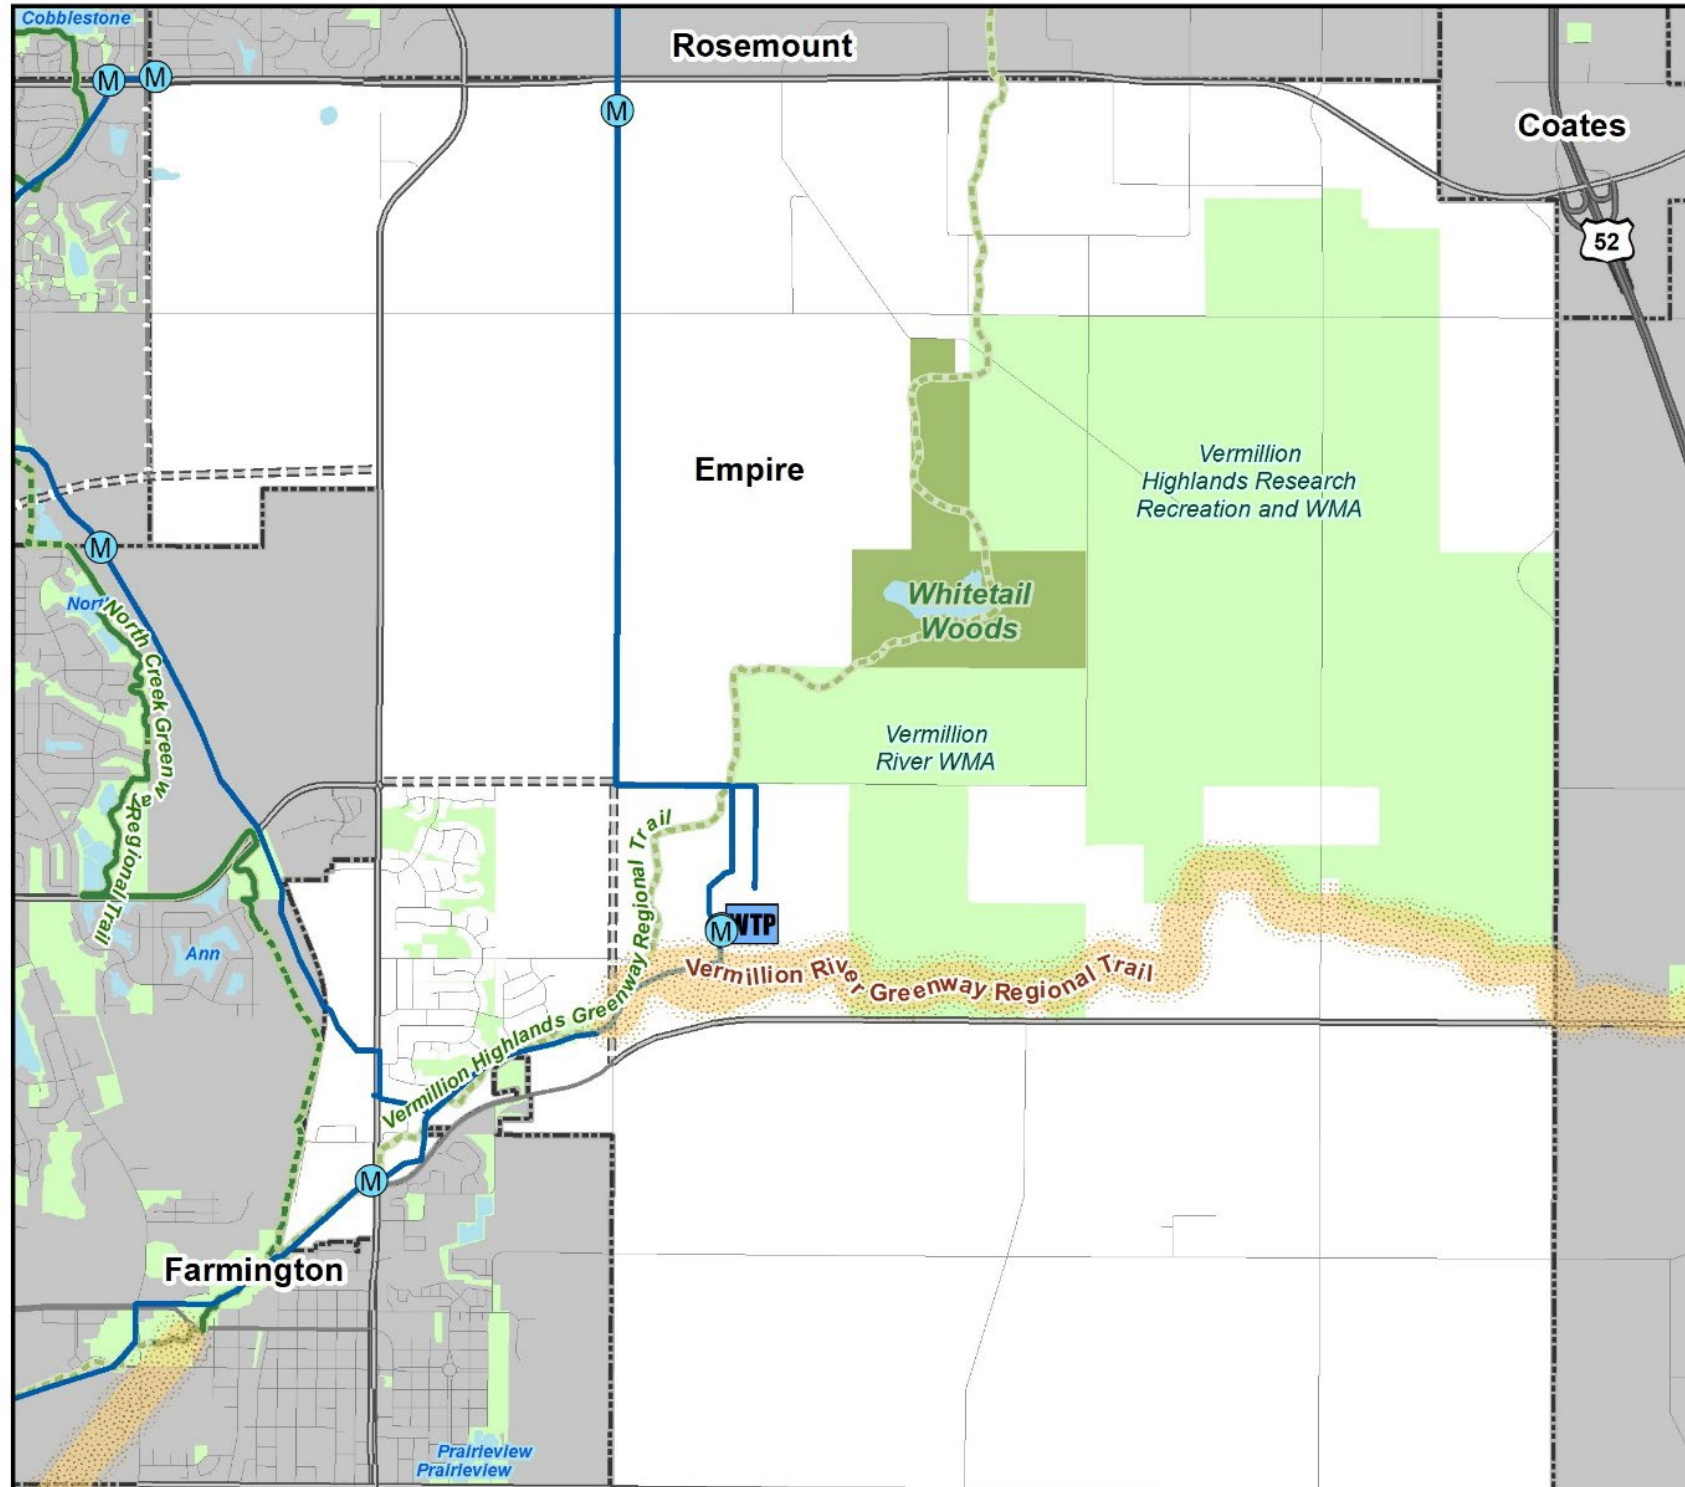 Cobblestone
Rosemount
M
M
M
Coates
52
Empire
Vermillion
Highlands Research
Recreation and WMA
M
North Creek Greenway Regional Trail
Whitetail
Woods
Vermillion
River WMA
Vermillion Highlands Greenway Regional Trail
M
WTP
Ann
Vermillion River Greenway Regional Trail
M
Farmington
Prairieview
Prairieview